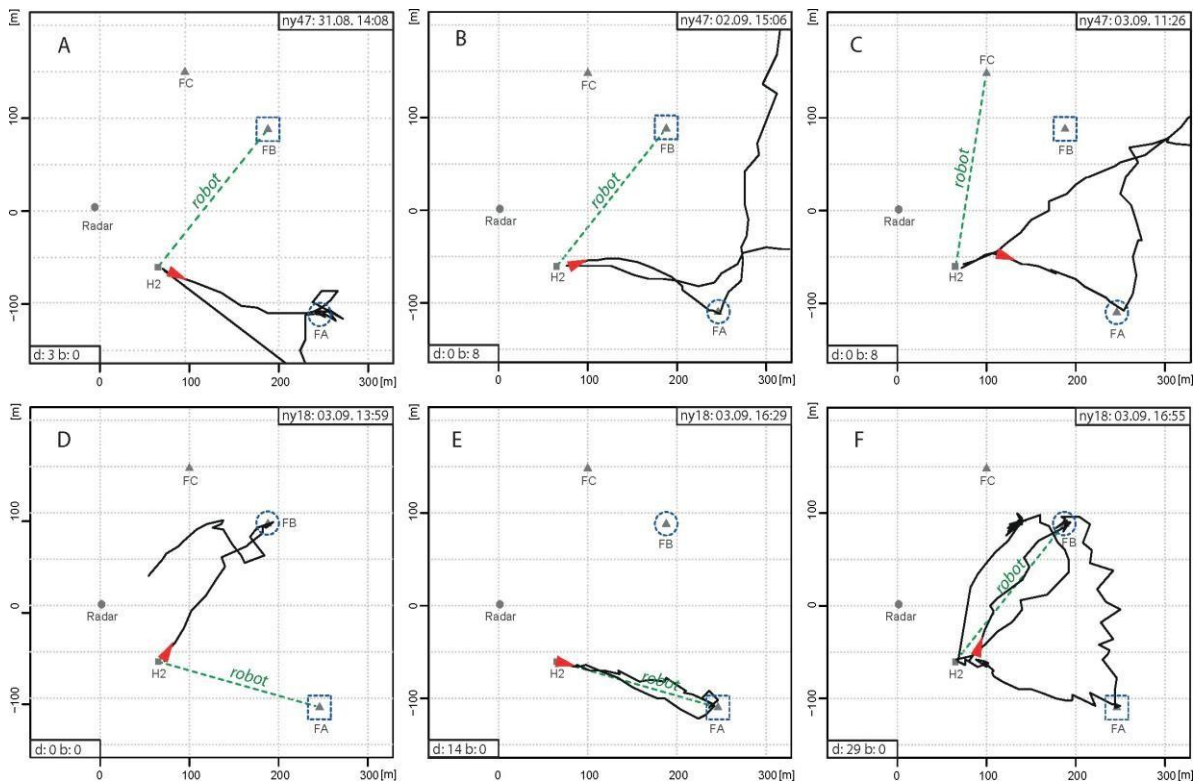 [m]
ny47: 31.08. 14:08
A
FC
100
FB
robot
0
Radar
H2
-100
FA
d: 3 b: 0
0 100 200 300 [m]
ny47: 02.09. 15:06
B
FC
100
FB
robot
0
Radar
H2
-100
FA
d: 0 b: 8
0 100 200 300 [m]
ny47: 03.09. 11:26
C
FC
100
FB
robot
0
Radar
H2
-100
FA
d: 0 b: 8
0 100 200 300 [m]
[m]
ny18: 03.09. 13:59
D
FC
100
FB
0
Radar
H2
robot
-100
FA
d: 0 b: 0
0 100 200 300 [m]
ny18: 03.09. 16:29
E
FC
100
FB
0
Radar
H2
robot
-100
FA
d: 14 b: 0
0 100 200 300 [m]
ny18: 03.09. 16:55
F
FC
100
FB
robot
0
Radar
H2
-100
FA
d: 29 b: 0
0 100 200 300 [m]